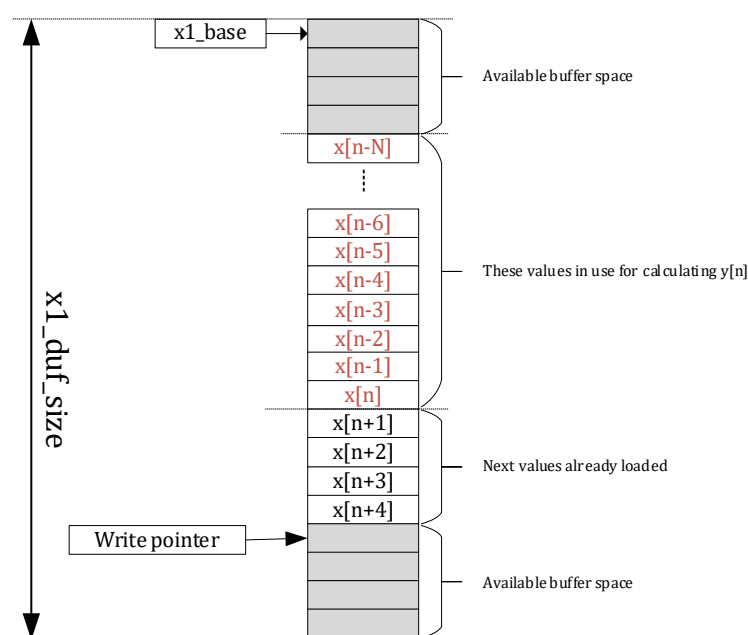 x1_base
Available buffer space
x[n-N]
x[n-6]
x[n-5]
x[n-4]
These values in use for calculating y[n]
x[n-3]
x[n-2]
x[n-1]
x[n]
x1_duf_size
x[n+1]
x[n+2]
Next values already loaded
x[n+3]
x[n+4]
Write pointer
Available buffer space